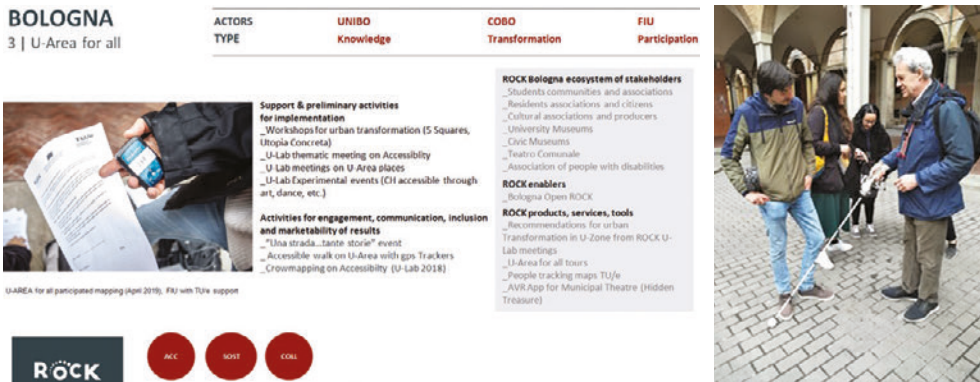 BOLOGNA
3 | U-Area for all
ACTORS UNIBO COBO FIU
TYPE Knowledge Transformation Participation
Support & preliminary activities
for implementation
_Workshops for urban transformation (5 Squares,
Utopia Concreta)
_U-Lab thematic meeting on Accessiblity
_U-Lab meetings on U-Area places
_U-Lab Experimental events (CH accessible through
art, dance, etc.)
Activities for engagement, communication, inclusion
and marketability of results
_"Una strada...tante storie" event
_Accessible walk on U-Area with gps Trackers
_Crowmapping on Accessibilty (U-Lab 2018)
ROCK Bologna ecosystem of stakeholders
_Students communities and associations
_Residents associations and citizens
_Cultural associations and producers
_University Museums
_Civic Museums
_Teatro Comunale
_Association of people with disabilities
ROCK enablers
_Bologna Open ROCK
ROCK products, services, tools
_Recommendations for urban
Transformation in U-Zone from ROCK U-
Lab meetings
_U-Area for all tours
_People tracking maps TU/e
_AVR App for Municipal Theatre (Hidden
Treasure)
U-AREA for all participated mapping (April 2019), FIU with TU/e support
ROCK
ACC SOST COLL